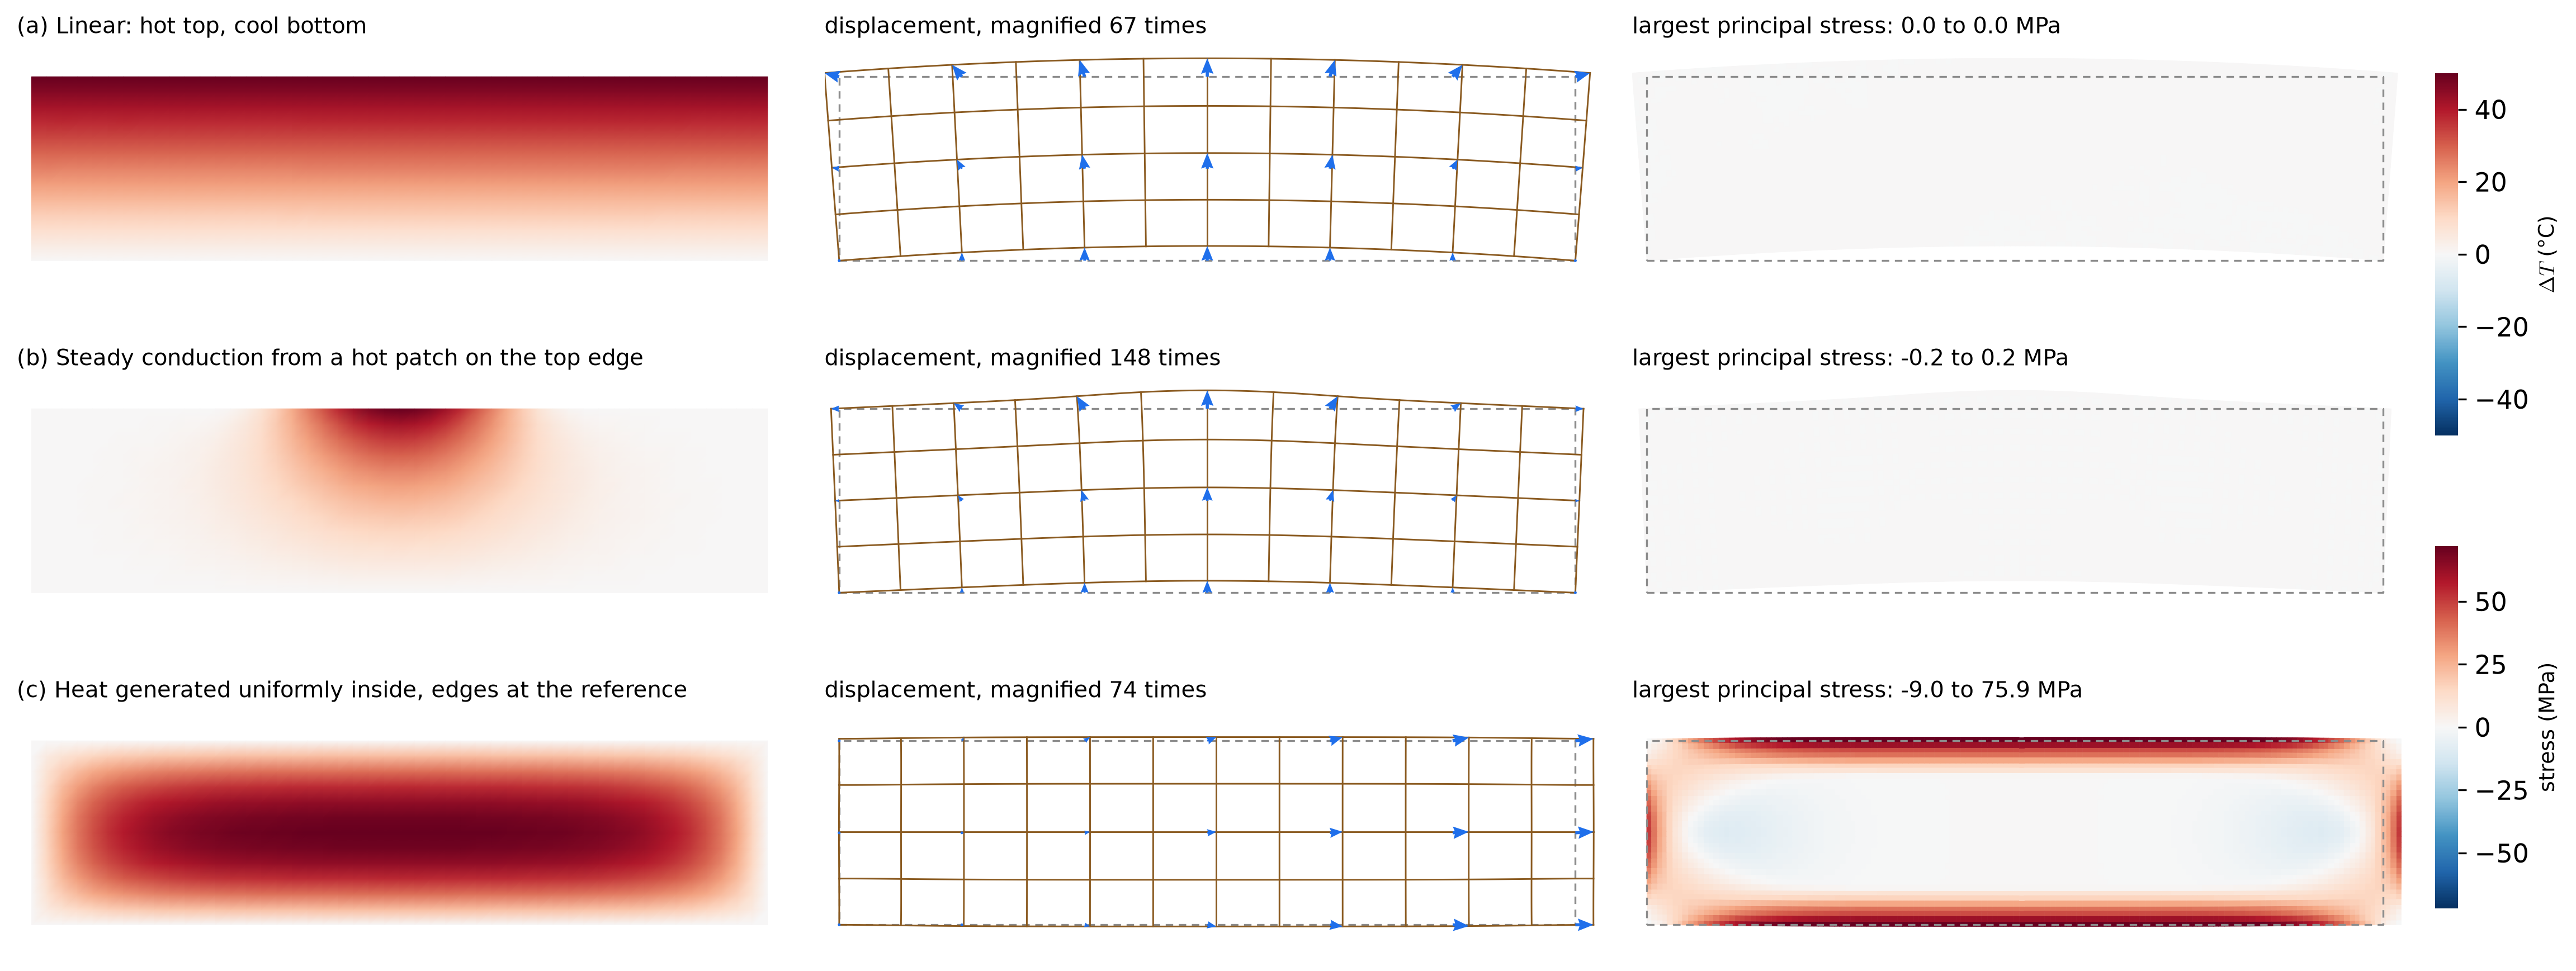 (a) Linear: hot top, cool bottom
displacement, magnified 67 times
largest principal stress: 0.0 to 0.0 MPa
40
20
0
−20
−40
ΔT (°C)
(b) Steady conduction from a hot patch on the top edge
displacement, magnified 148 times
largest principal stress: -0.2 to 0.2 MPa
(c) Heat generated uniformly inside, edges at the reference
displacement, magnified 74 times
largest principal stress: -9.0 to 75.9 MPa
50
25
0
−25
−50
stress (MPa)